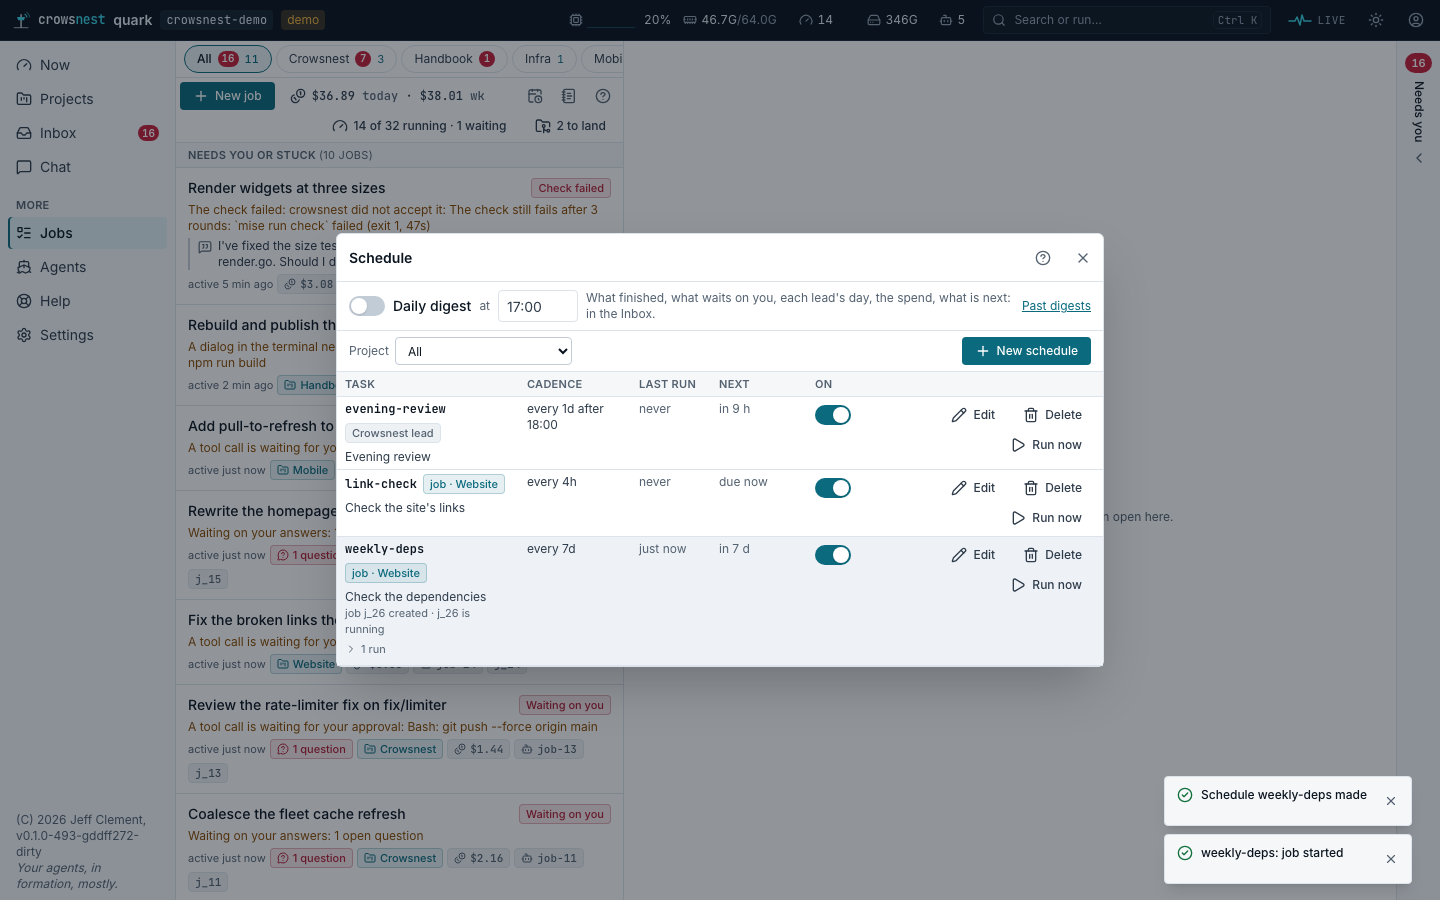 crowsnest quark crowsnest-demo demo 20% 46.7G/64.0G 14 346G 5 Search or run... Ctrl K LIVE
Now
Projects
Inbox 16
Chat
MORE
Jobs
Agents
Help
Settings
(C) 2026 Jeff Clement,
v0.1.0-493-gddff272-
dirty
Your agents, in
formation, mostly.
All 16 11 Crowsnest 7 3 Handbook 1 Infra 1 Mobi
New job $36.89 today · $38.01 wk
14 of 32 running · 1 waiting 2 to land
NEEDS YOU OR STUCK (10 JOBS)
Render widgets at three sizes Check failed
The check failed: crowsnest did not accept it: The check still fails after 3
rounds: `mise run check` failed (exit 1, 47s)
I've fixed the size tes
render.go. Should I d
active 5 min ago $3.08
Rebuild and publish th
A dialog in the terminal ne
npm run build
active 2 min ago Handb
Add pull-to-refresh to
A tool call is waiting for yo
active just now Mobile
Rewrite the homepage
Waiting on your answers:
active just now 1 question
j_15
Fix the broken links the
A tool call is waiting for yo
active just now Website
Review the rate-limiter fix on fix/limiter Waiting on you
A tool call is waiting for your approval: Bash: git push --force origin main
active just now 1 question Crowsnest $1.44 job-13
j_13
Coalesce the fleet cache refresh Waiting on you
Waiting on your answers: 1 open question
active just now 1 question Crowsnest $2.16 job-11
j_11
Schedule
Daily digest at 17:00 What finished, what waits on you, each lead's day, the spend, what is next:
in the Inbox. Past digests
Project All New schedule
TASK CADENCE LAST RUN NEXT ON
evening-review every 1d after
18:00 never in 9 h Edit Delete
Crowsnest lead
Run now
Evening review
link-check job · Website every 4h never due now Edit Delete
Check the site's links
Run now
weekly-deps every 7d just now in 7 d Edit Delete
job · Website
Run now
Check the dependencies
job j_26 created · j_26 is
running
1 run
n open here.
16
Needs you
Schedule weekly-deps made
weekly-deps: job started